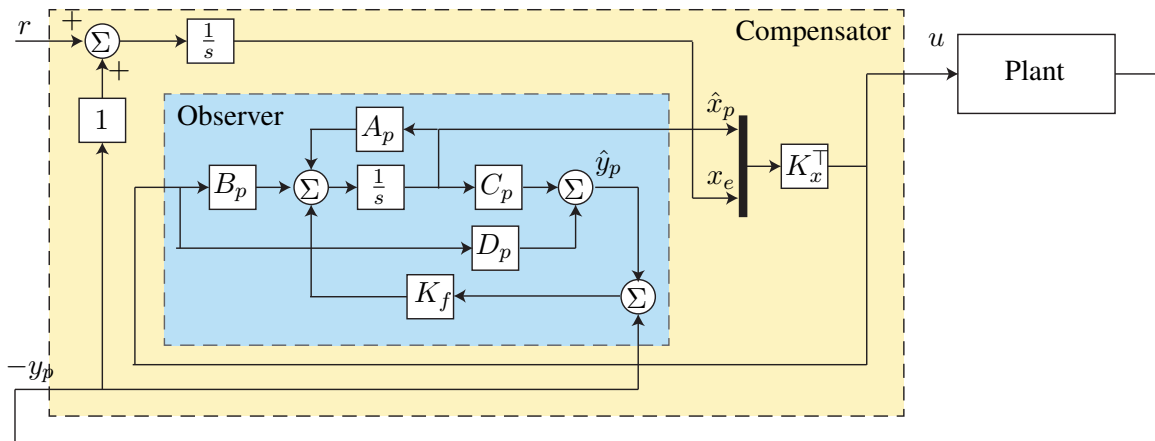 Compensator
r
+
Σ
+
1/s
u
Plant
1
Observer
A_p
x̂_p
B_p
Σ
1/s
C_p
Σ
ŷ_p
x_e
K_x^⊤
D_p
K_f
Σ
−y_p